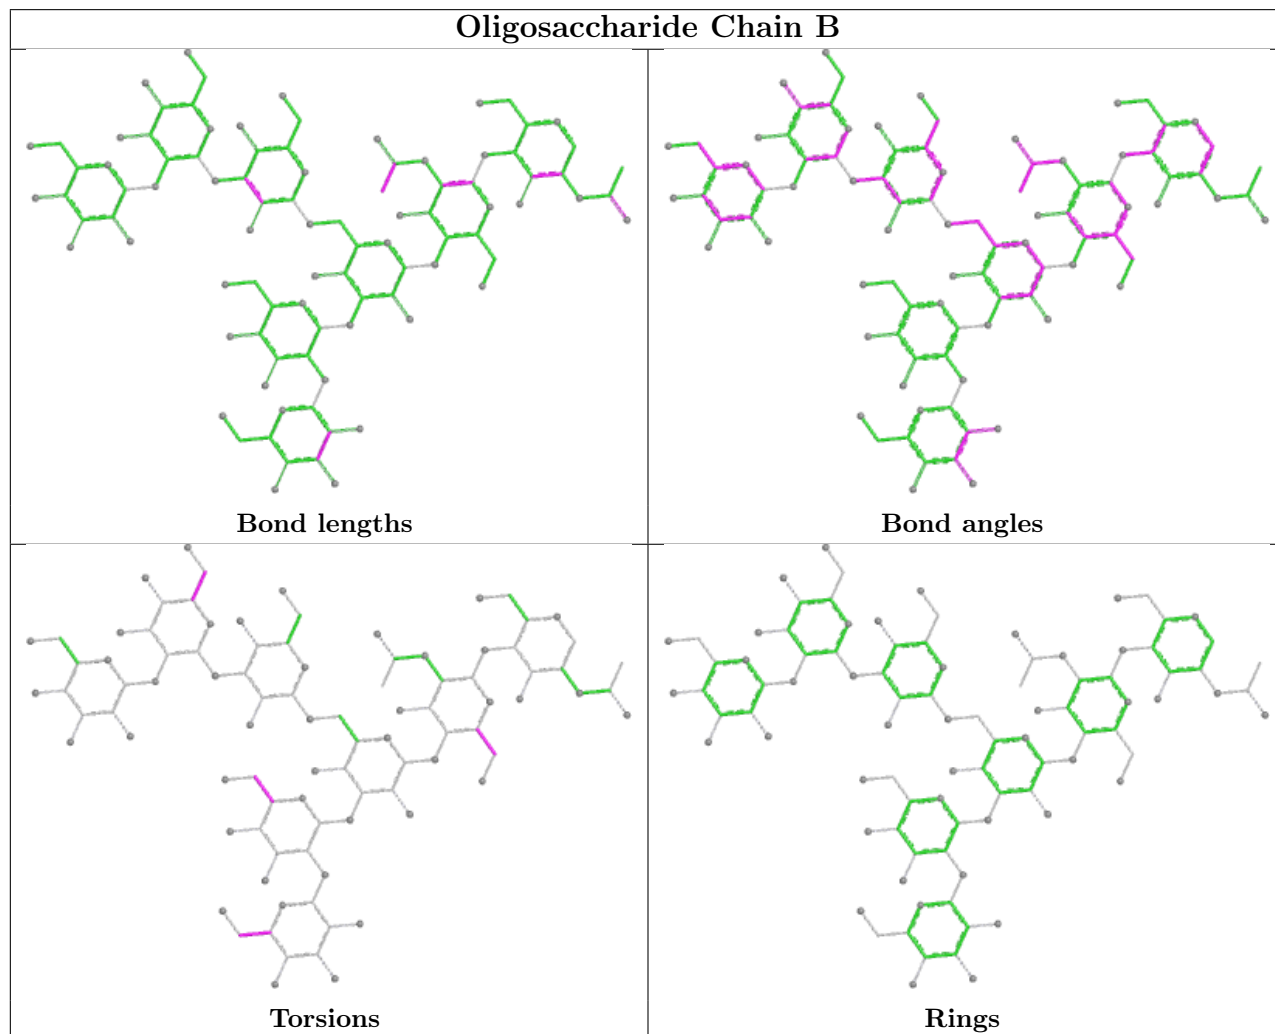 Oligosaccharide Chain B
Bond lengths
Bond angles
Torsions
Rings